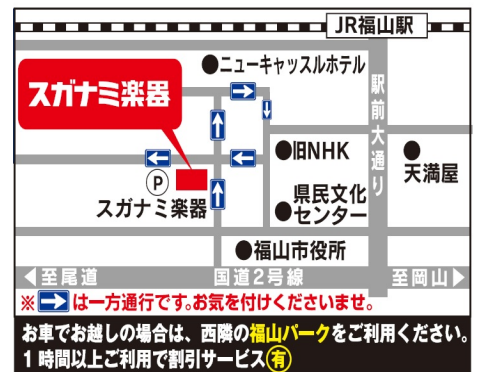 JR福山駅
●ニューキャッスルホテル
スガナミ楽器
駅前大通り
●旧NHK
天満屋
P
スガナミ楽器
県民文化
●センター
●福山市役所
◀至尾道
国道2号線
至岡山▶
※➡は一方通行です。お気を付けくださいませ。
お車でお越しの場合は、西隣の福山パークをご利用ください。
1時間以上ご利用で割引サービス有